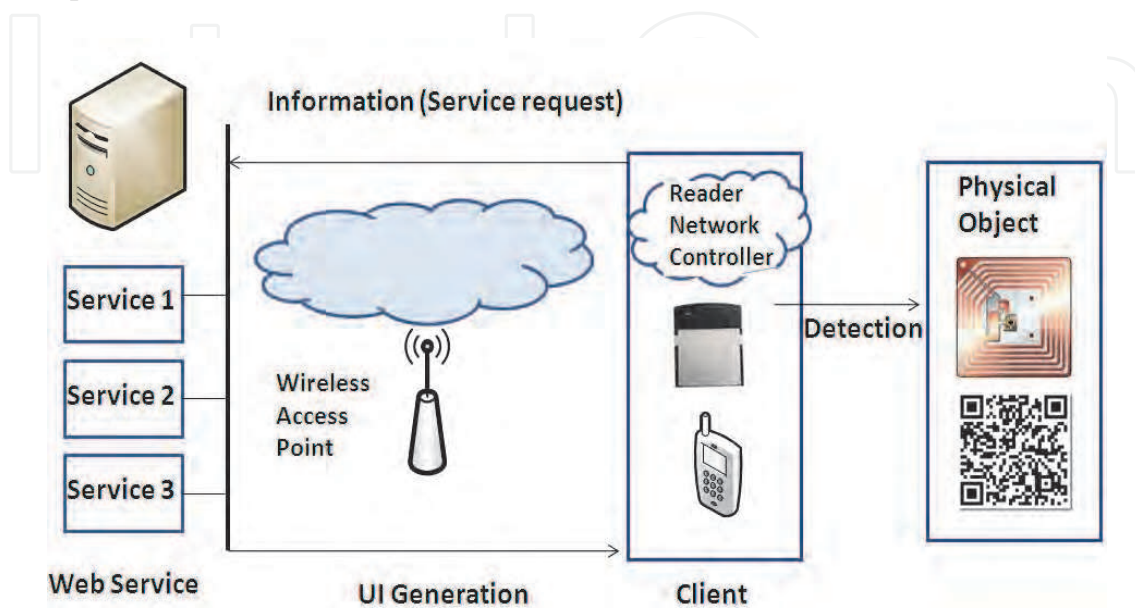 Information (Service request)
Reader
Network
Controller
Physical
Object
Service 1
Service 2
Service 3
Wireless
Access
Point
Detection
Web Service
UI Generation
Client